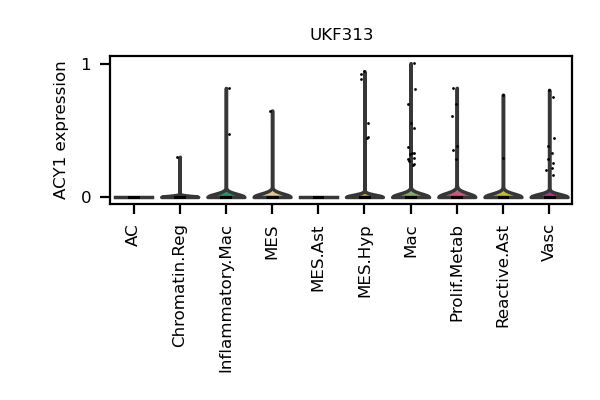 UKF313
ACY1 expression
1
0
AC
Chromatin.Reg
Inflammatory.Mac
MES
MES.Ast
MES.Hyp
Mac
Prolif.Metab
Reactive.Ast
Vasc